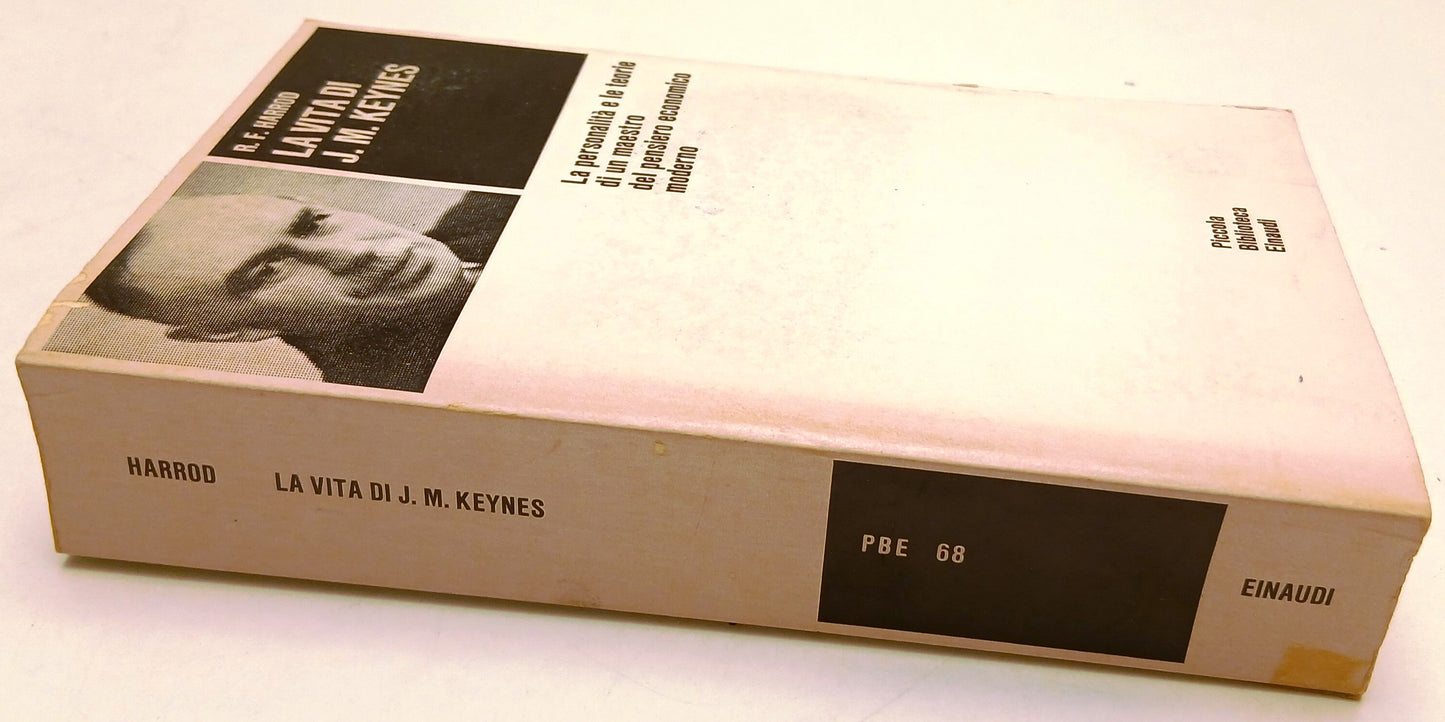 R. F. HARROD
LA VITA DI
J. M. KEYNES
La personalità e le teorie
di un maestro
del pensiero economico
moderno
Piccola
Biblioteca
Einaudi
HARROD LA VITA DI J. M. KEYNES
PBE 68
EINAUDI